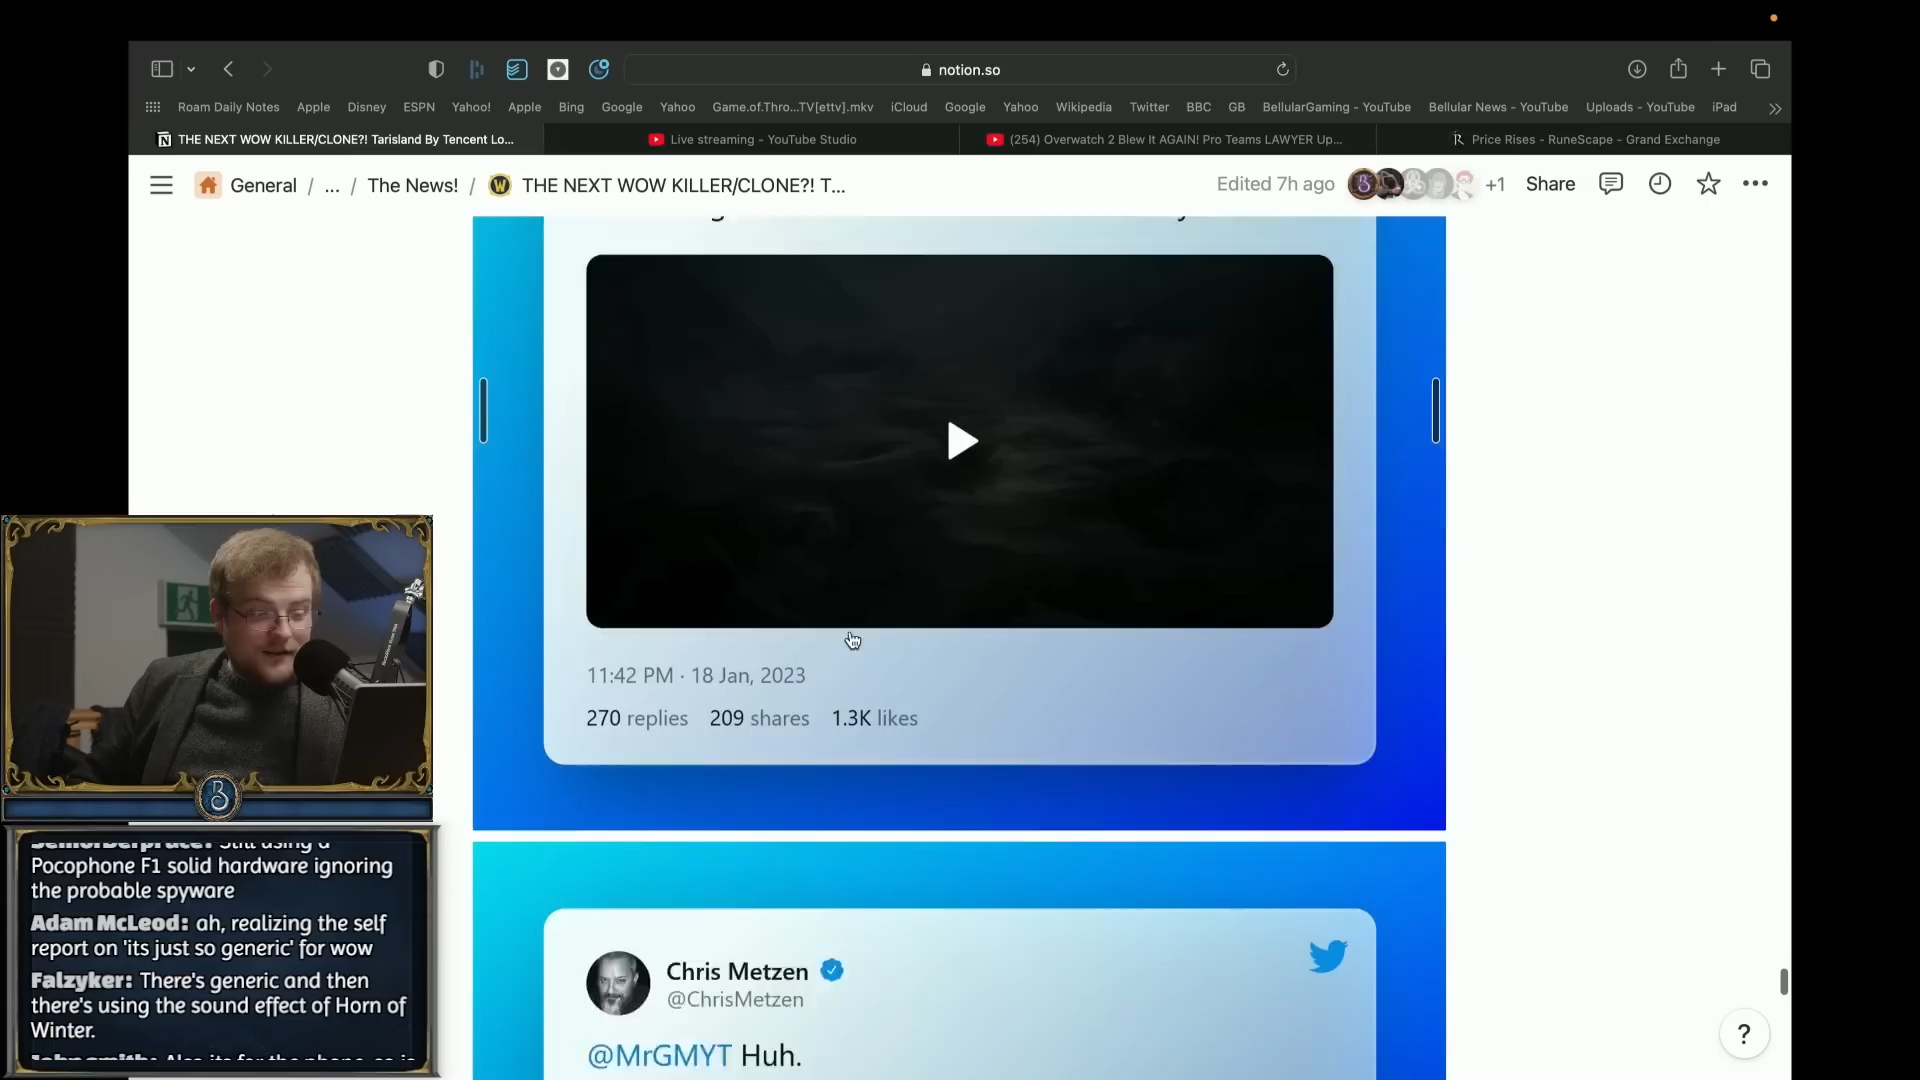 notion.so
Roam Daily Notes Apple Disney ESPN Yahoo! Apple Bing Google Yahoo Game.of.Thro...TV[ettv].mkv iCloud Google Yahoo Wikipedia Twitter BBC GB BellularGaming - YouTube Bellular News - YouTube Uploads - YouTube iPad
THE NEXT WOW KILLER/CLONE?! Tarisland By Tencent Lo... Live streaming - YouTube Studio (254) Overwatch 2 Blew It AGAIN! Pro Teams LAWYER Up... Price Rises - RuneScape - Grand Exchange
General / ... / The News! / THE NEXT WOW KILLER/CLONE?! T... Edited 7h ago +1 Share
11:42 PM · 18 Jan, 2023
270 replies 209 shares 1.3K likes
Chris Metzen
@ChrisMetzen
@MrGMYT Huh.
Still using a
Pocophone F1 solid hardware ignoring
the probable spyware
Adam McLeod: ah, realizing the self
report on 'its just so generic' for wow
Falzyker: There's generic and then
there's using the sound effect of Horn of
Winter.
?